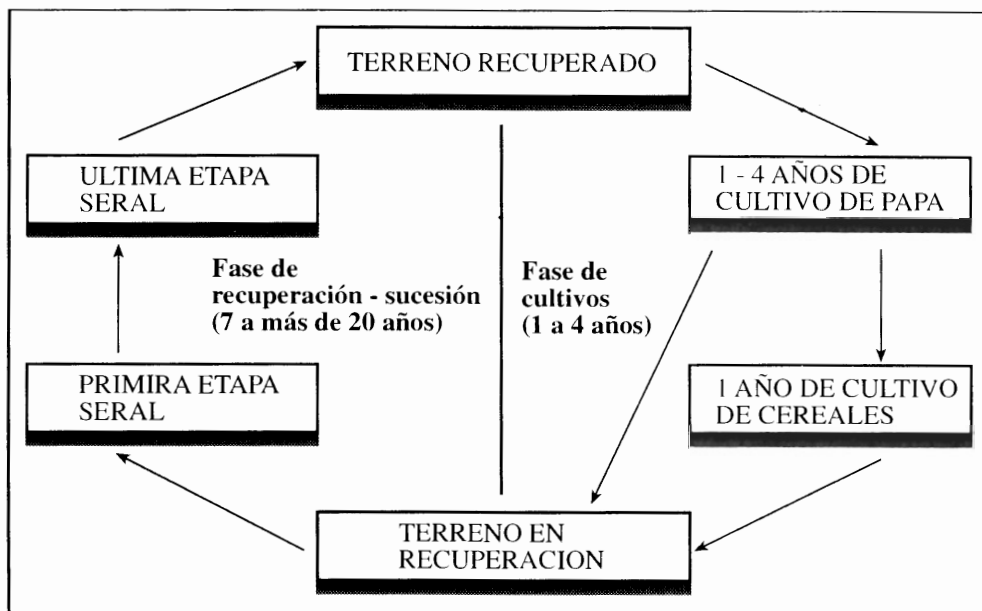 TERRENO RECUPERADO
ULTIMA ETAPA
SERAL
1 - 4 AÑOS DE
CULTIVO DE PAPA
Fase de
recuperación - sucesión
(7 a más de 20 años)
Fase de
cultivos
(1 a 4 años)
PRIMIRA ETAPA
SERAL
1 AÑO DE CULTIVO
DE CEREALES
TERRENO EN
RECUPERACION